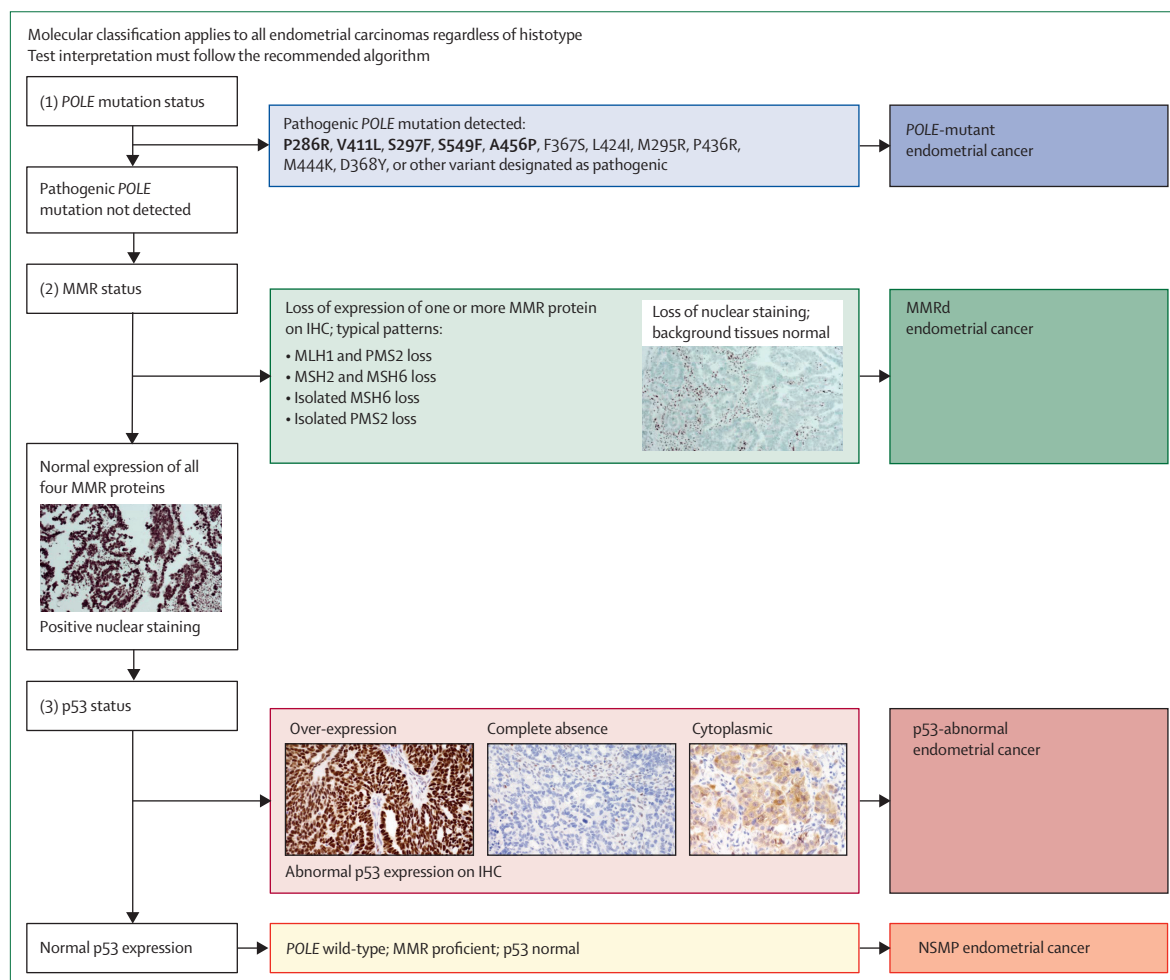 Molecular classification applies to all endometrial carcinomas regardless of histotype
Test interpretation must follow the recommended algorithm
(1) POLE mutation status
Pathogenic POLE mutation detected:
P286R, V411L, S297F, S549F, A456P, F367S, L424I, M295R, P436R,
M444K, D368Y, or other variant designated as pathogenic
POLE-mutant
endometrial cancer
Pathogenic POLE
mutation not detected
(2) MMR status
Loss of expression of one or more MMR protein
on IHC; typical patterns:
• MLH1 and PMS2 loss
• MSH2 and MSH6 loss
• Isolated MSH6 loss
• Isolated PMS2 loss
Loss of nuclear staining;
background tissues normal
MMRd
endometrial cancer
Normal expression of all
four MMR proteins
Positive nuclear staining
(3) p53 status
Over-expression
Complete absence
Cytoplasmic
Abnormal p53 expression on IHC
p53-abnormal
endometrial cancer
Normal p53 expression
POLE wild-type; MMR proficient; p53 normal
NSMP endometrial cancer